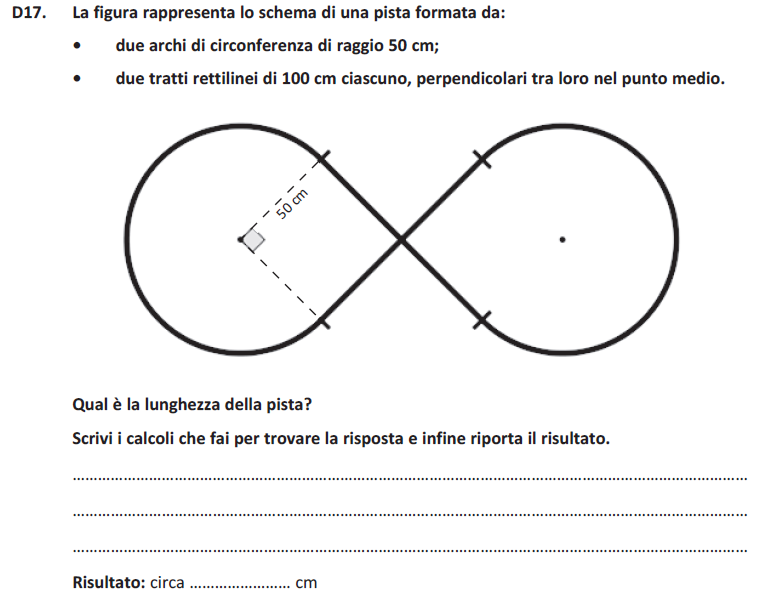 D17. La figura rappresenta lo schema di una pista formata da:
• due archi di circonferenza di raggio 50 cm;
• due tratti rettilinei di 100 cm ciascuno, perpendicolari tra loro nel punto medio.
50 cm
Qual è la lunghezza della pista?
Scrivi i calcoli che fai per trovare la risposta e infine riporta il risultato.
................................................................................
................................................................................
................................................................................
Risultato: circa ........................ cm